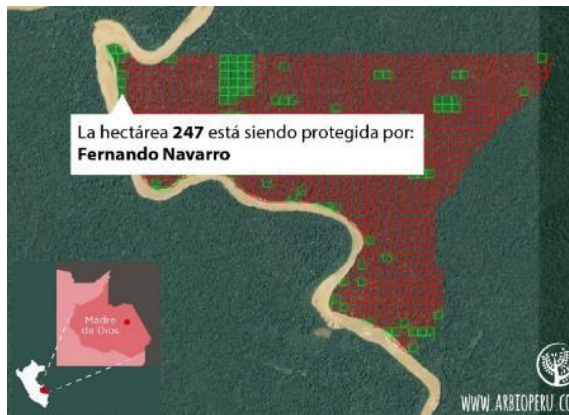 La hectárea 247 está siendo protegida por:
Fernando Navarro
Madre
de Dios
WWW.ARBIOPERU.CO